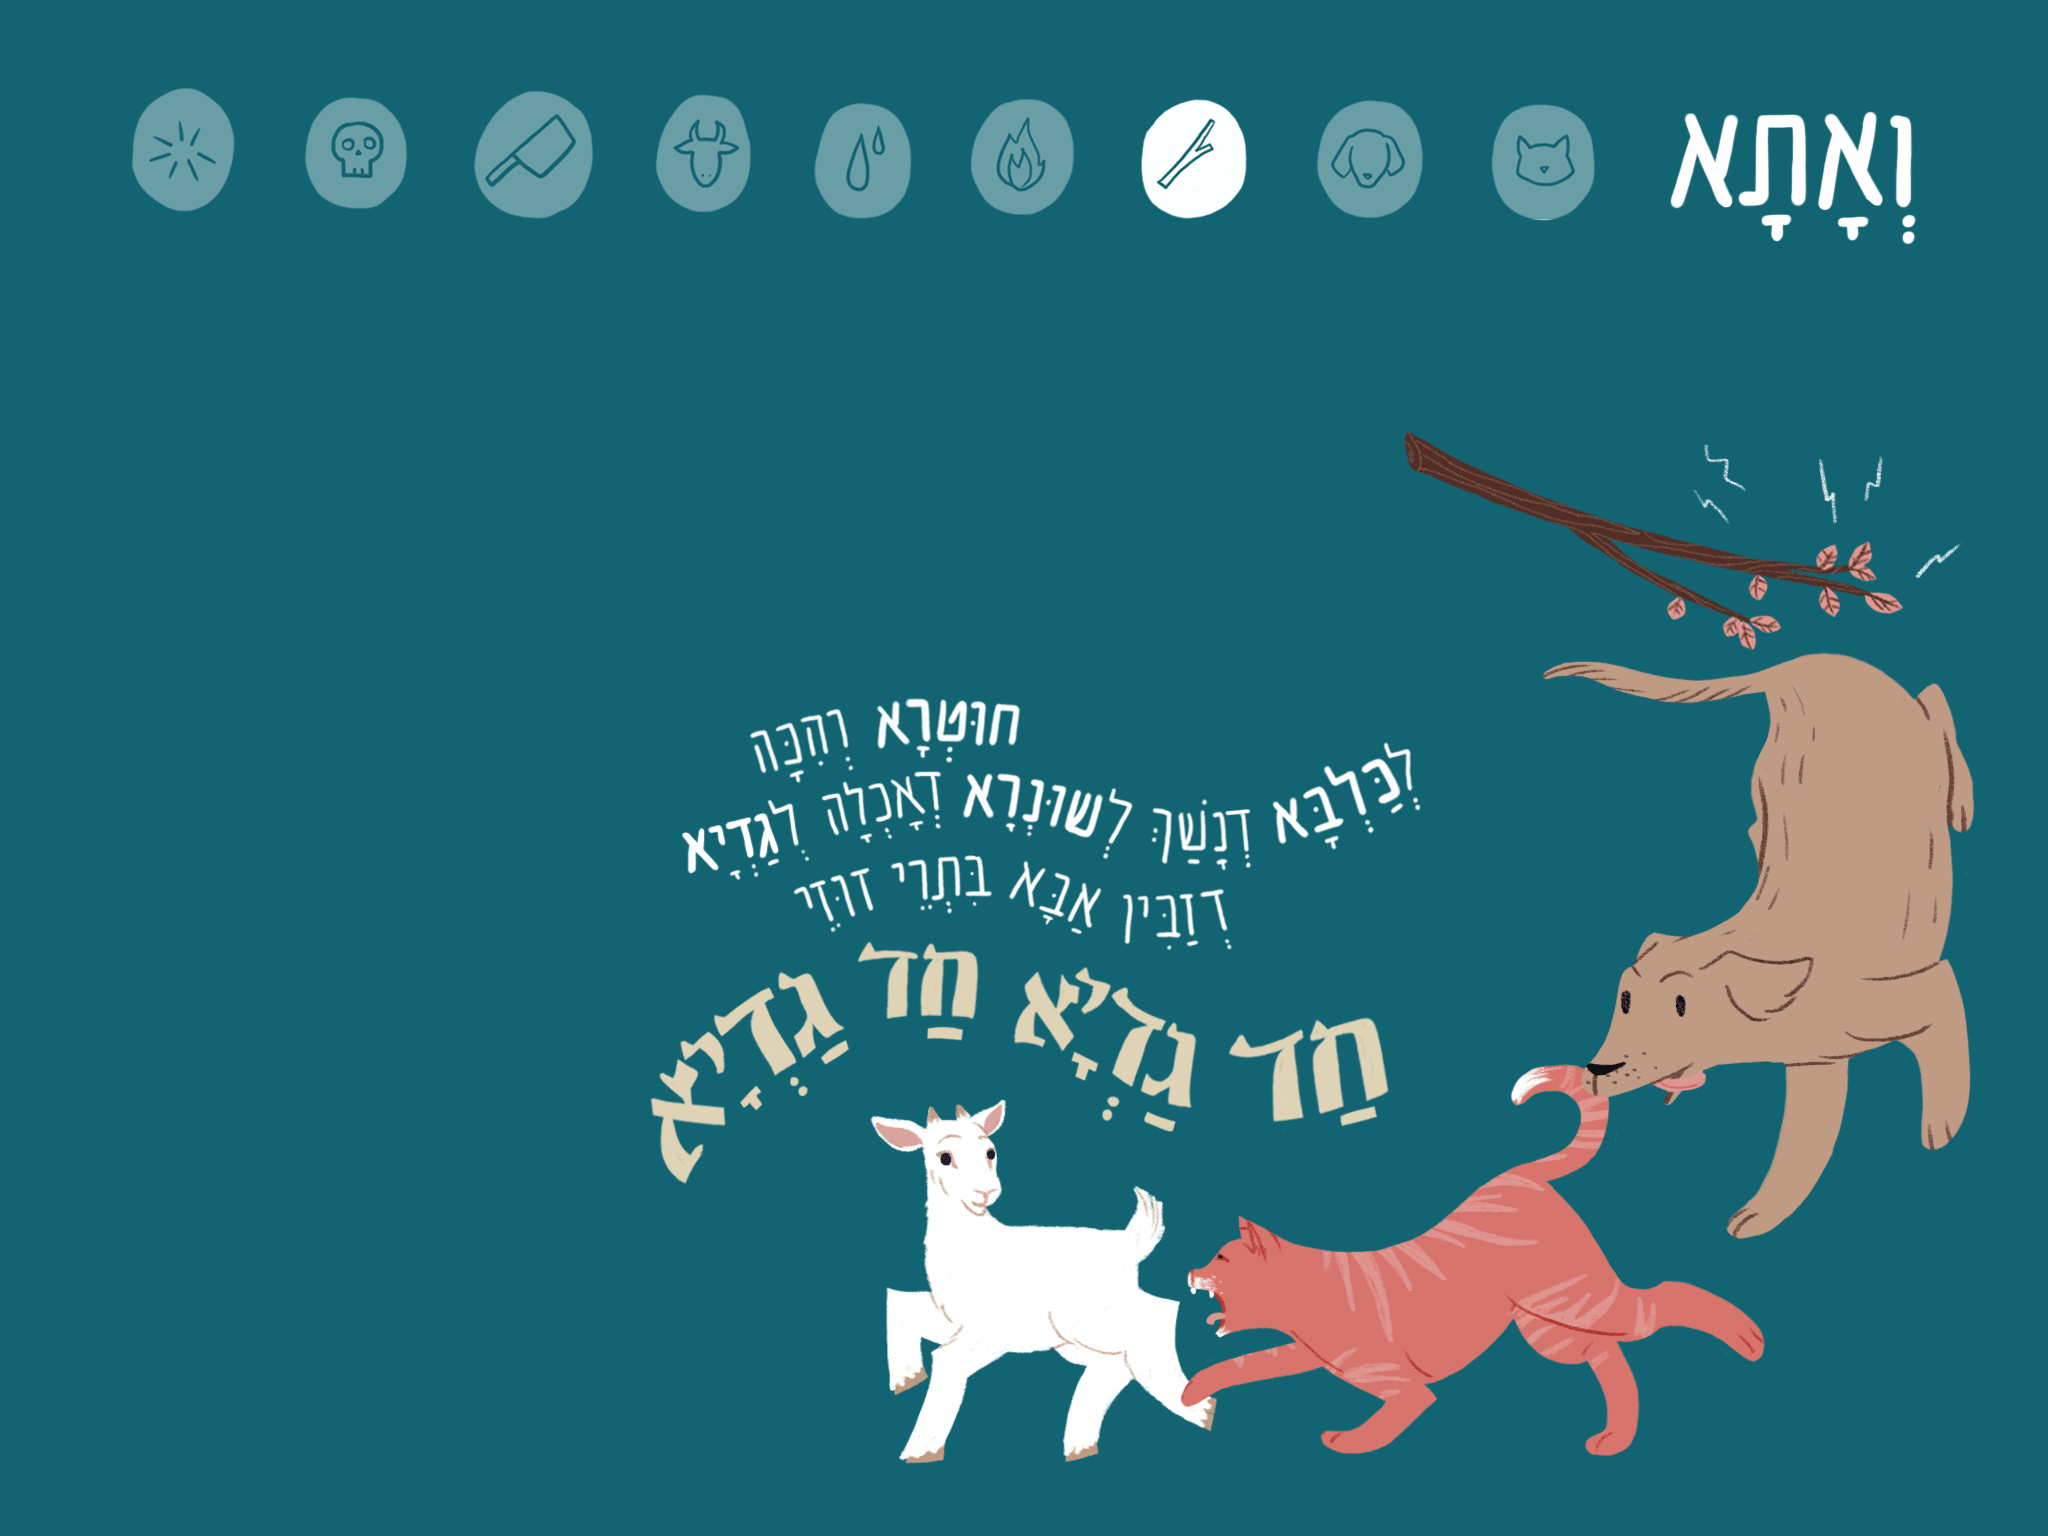 וְאָתָא
חוּטְרָא וְהִכָּה
לְכַּלְבָּא דְנָשַׁךְ לְשׁוּנְרָא דְאָכְלָה לְגַדְיָא
דְזַבִּין אַבָּא בִּתְרֵי זוּזֵי
חַד גַּדְיָא חַד גַּדְיָא